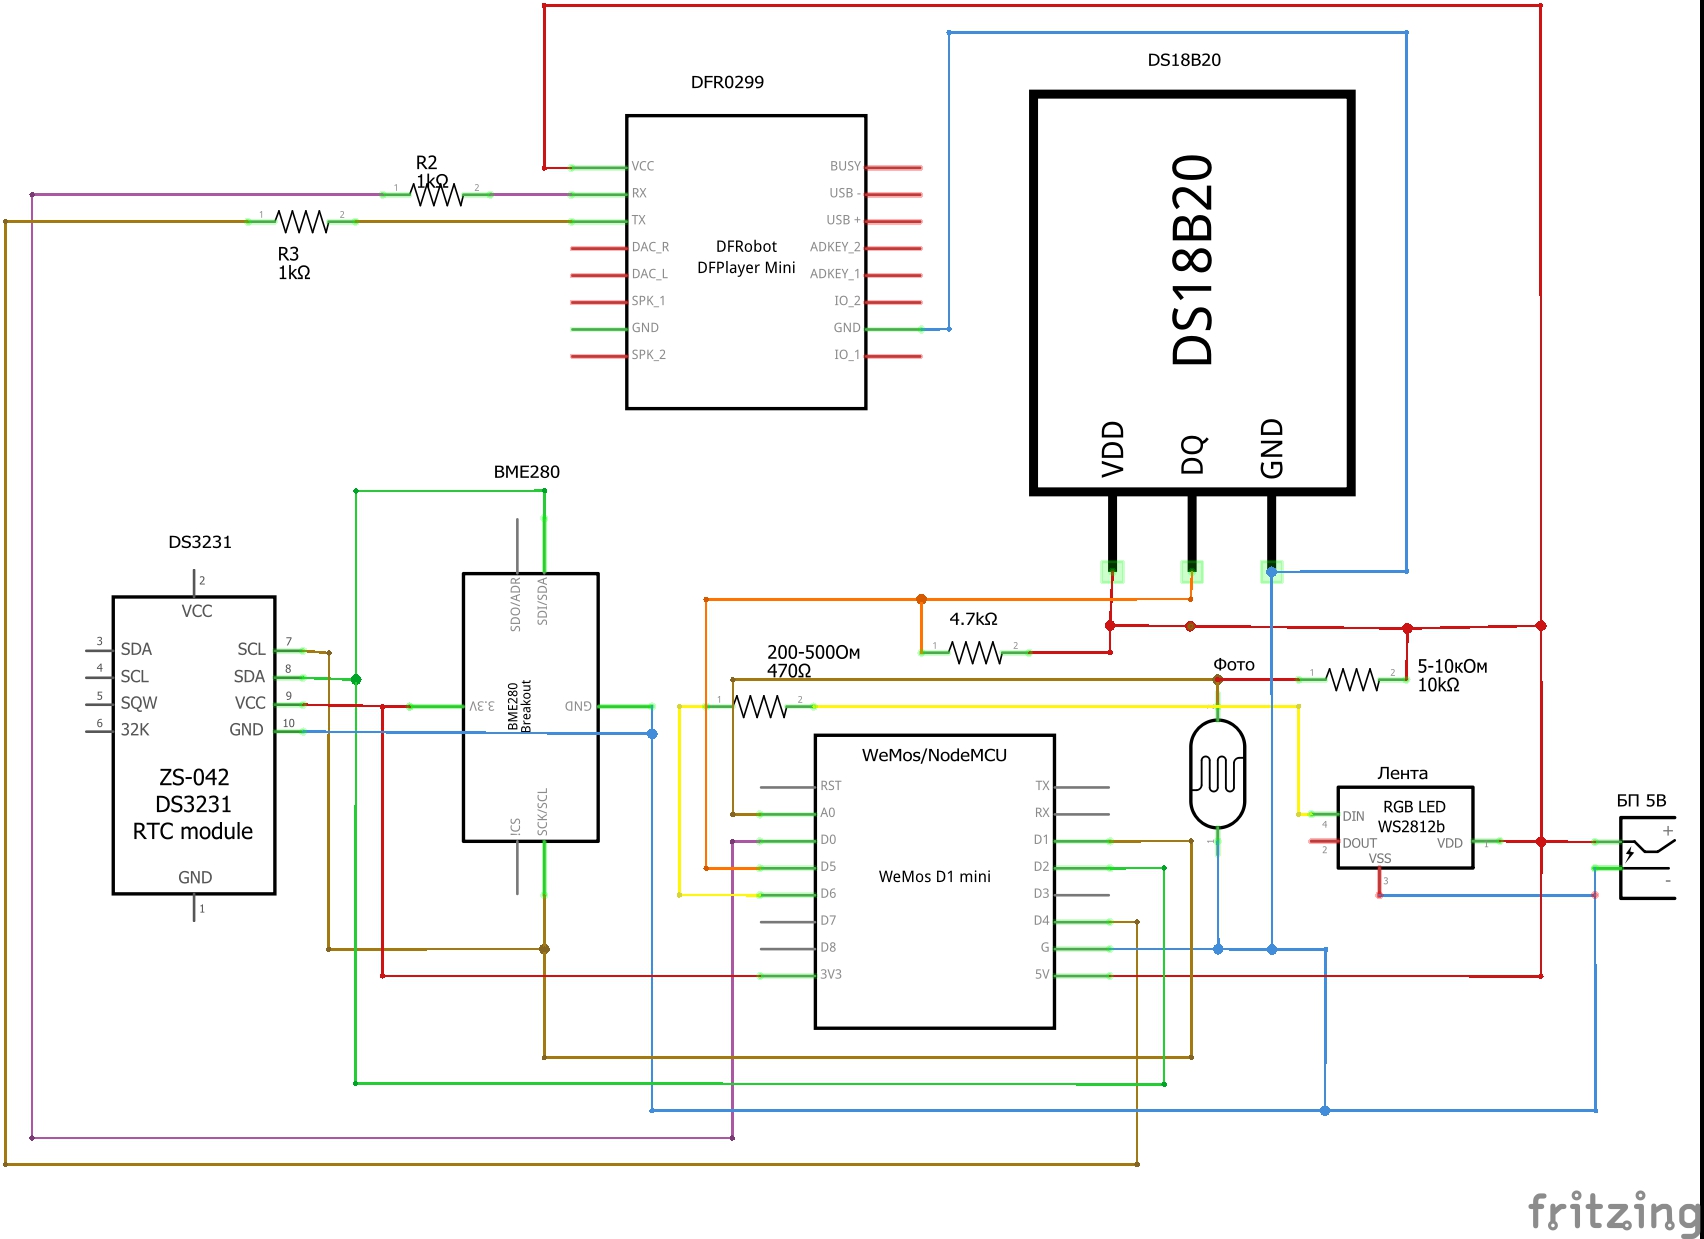 DS18B20
DFR0299
R2
1kΩ
1
2
1
2
R3
1kΩ
VCC
RX
TX
DAC_R
DAC_L
SPK_1
GND
SPK_2
DFRobot
DFPlayer Mini
BUSY
USB -
USB +
ADKEY_2
ADKEY_1
IO_2
GND
IO_1
DS18B20
VDD
DQ
GND
BME280
SDO/ADR
SDI/SDA
3.3V
BME280
Breakout
GND
!CS
SCK/SCL
DS3231
2
VCC
3
SDA
4
SCL
5
SQW
6
32K
SCL
7
SDA
8
VCC
9
GND
10
ZS-042
DS3231
RTC module
GND
1
4.7kΩ
1
2
200-500Ом
470Ω
1
2
Фото
1
1
2
5-10кОм
10kΩ
WeMos/NodeMCU
RST
A0
D0
D5
D6
D7
D8
3V3
WeMos D1 mini
TX
RX
D1
D2
D3
D4
G
5V
Лента
RGB LED
WS2812b
DIN
4
DOUT
2
VSS
3
VDD
1
БП 5В
+
-
fritzing